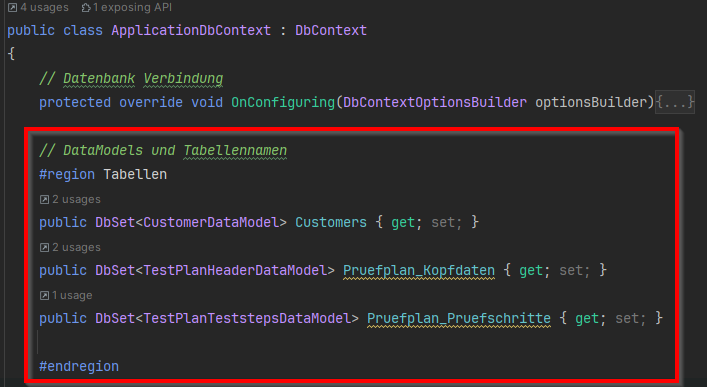 4 usages 1 exposing API
public class ApplicationDbContext : DbContext
{
// Datenbank Verbindung
protected override void OnConfiguring(DbContextOptionsBuilder optionsBuilder){...}
// DataModels und Tabellennamen
#region Tabellen
2 usages
public DbSet<CustomerDataModel> Customers { get; set; }
2 usages
public DbSet<TestPlanHeaderDataModel> Pruefplan_Kopfdaten { get; set; }
1 usage
public DbSet<TestPlanTeststepsDataModel> Pruefplan_Pruefschritte { get; set; }
#endregion